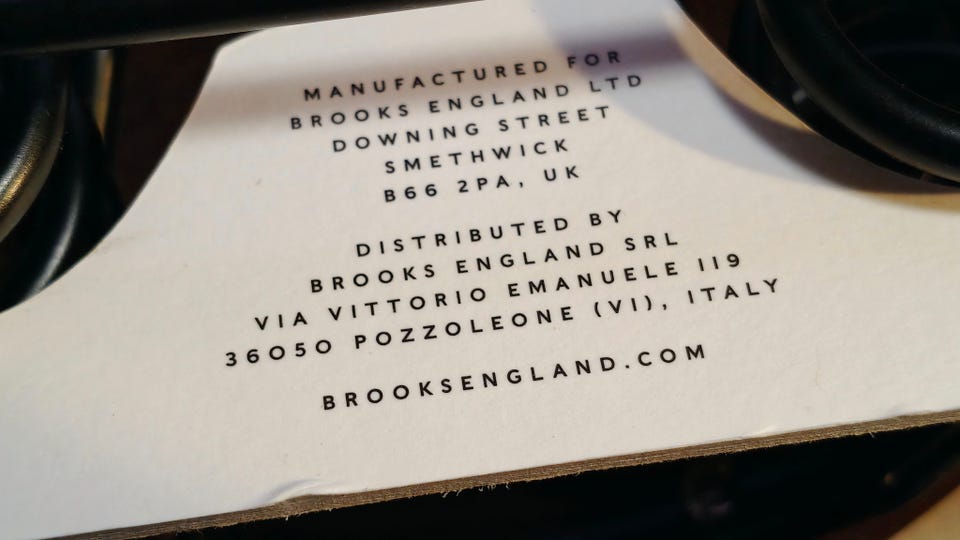 MANUFACTURED FOR
BROOKS ENGLAND LTD
DOWNING STREET
SMETHWICK
B66 2PA, UK
DISTRIBUTED BY
BROOKS ENGLAND SRL
VIA VITTORIO EMANUELE 119
36050 POZZOLEONE (VI), ITALY
BROOKSENGLAND.COM